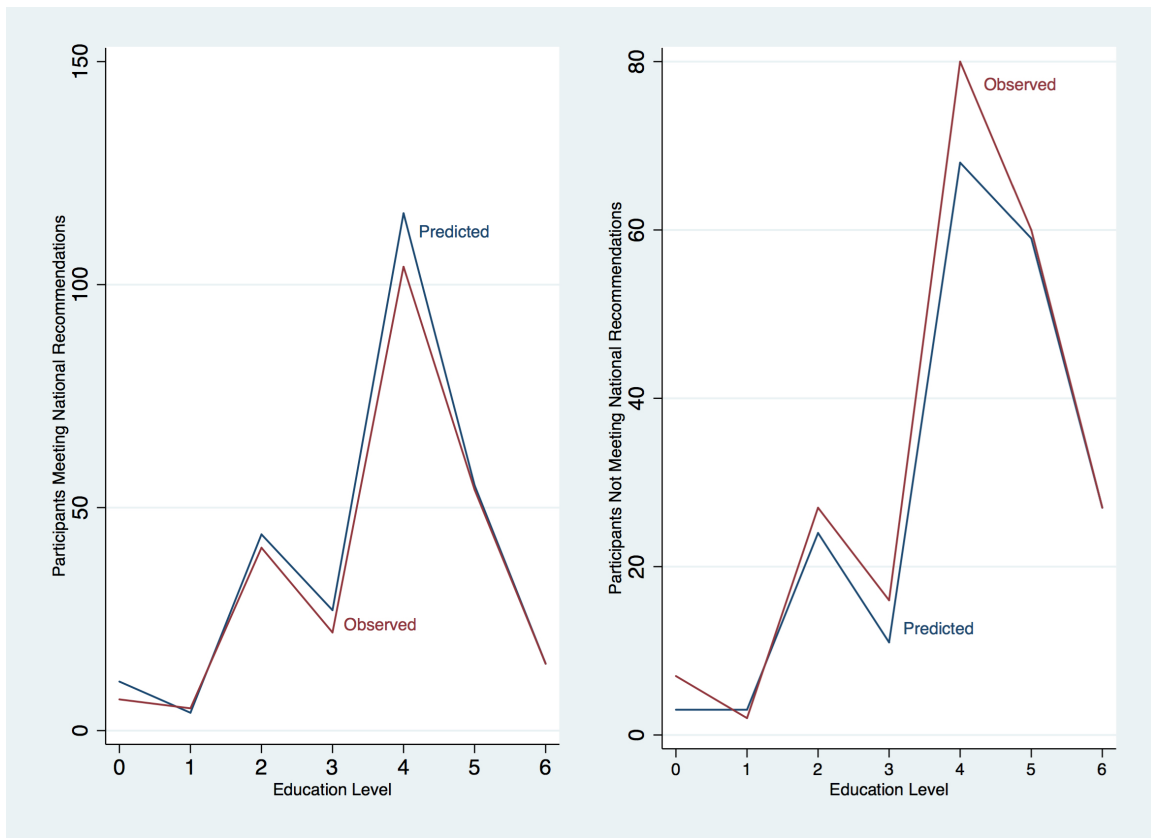 Participants Meeting National Recommendations
150
100
50
0
Predicted
Observed
0 1 2 3 4 5 6
Education Level
Participants Not Meeting National Recommendations
80
60
40
20
0
Observed
Predicted
0 1 2 3 4 5 6
Education Level